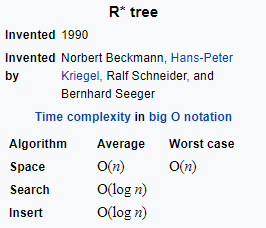 R* tree
Invented 1990
Invented Norbert Beckmann, Hans-Peter
by Kriegel, Ralf Schneider, and
Bernhard Seeger
Time complexity in big O notation
Algorithm Average Worst case
Space O(n) O(n)
Search O(log n)
Insert O(log n)